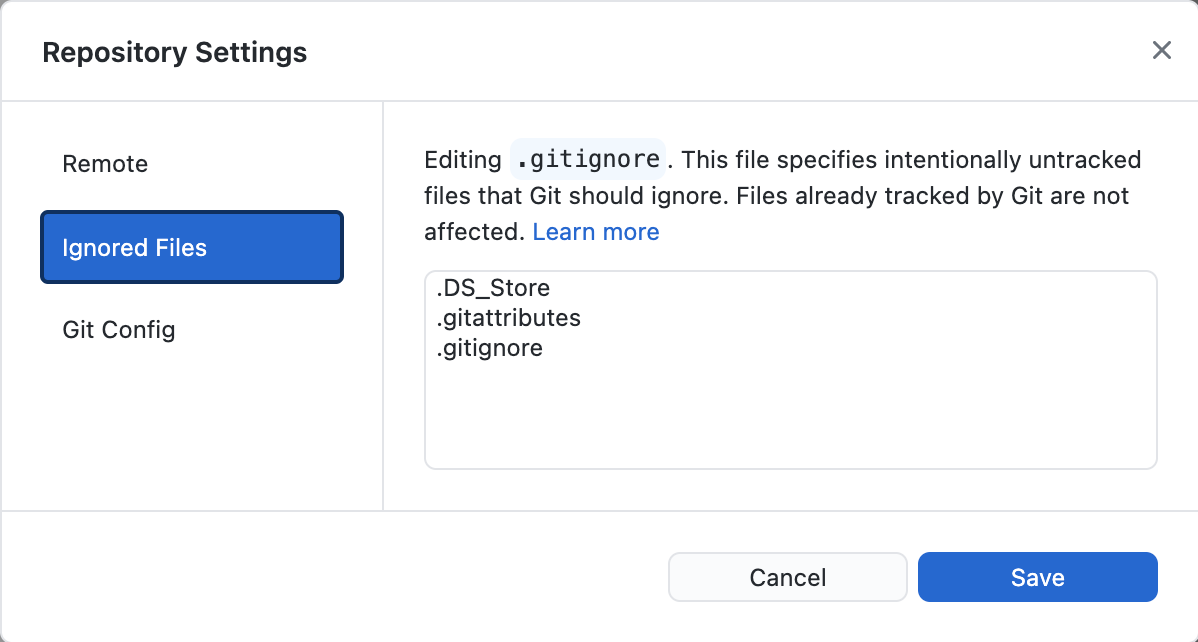 Repository Settings
Remote
Ignored Files
Git Config
Editing .gitignore. This file specifies intentionally untracked
files that Git should ignore. Files already tracked by Git are not
affected. Learn more
.DS_Store
.gitattributes
.gitignore
Cancel
Save